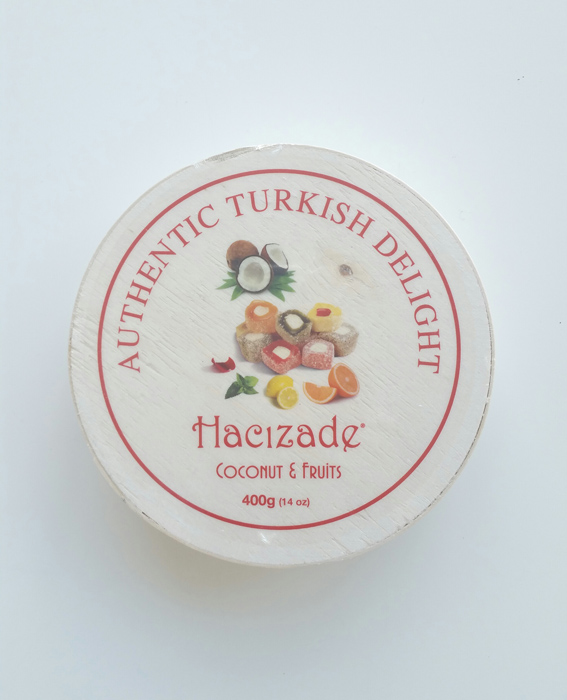 AUTHENTIC TURKISH DELIGHT
Hacızade®
COCONUT & FRUITS
400g (14 oz)